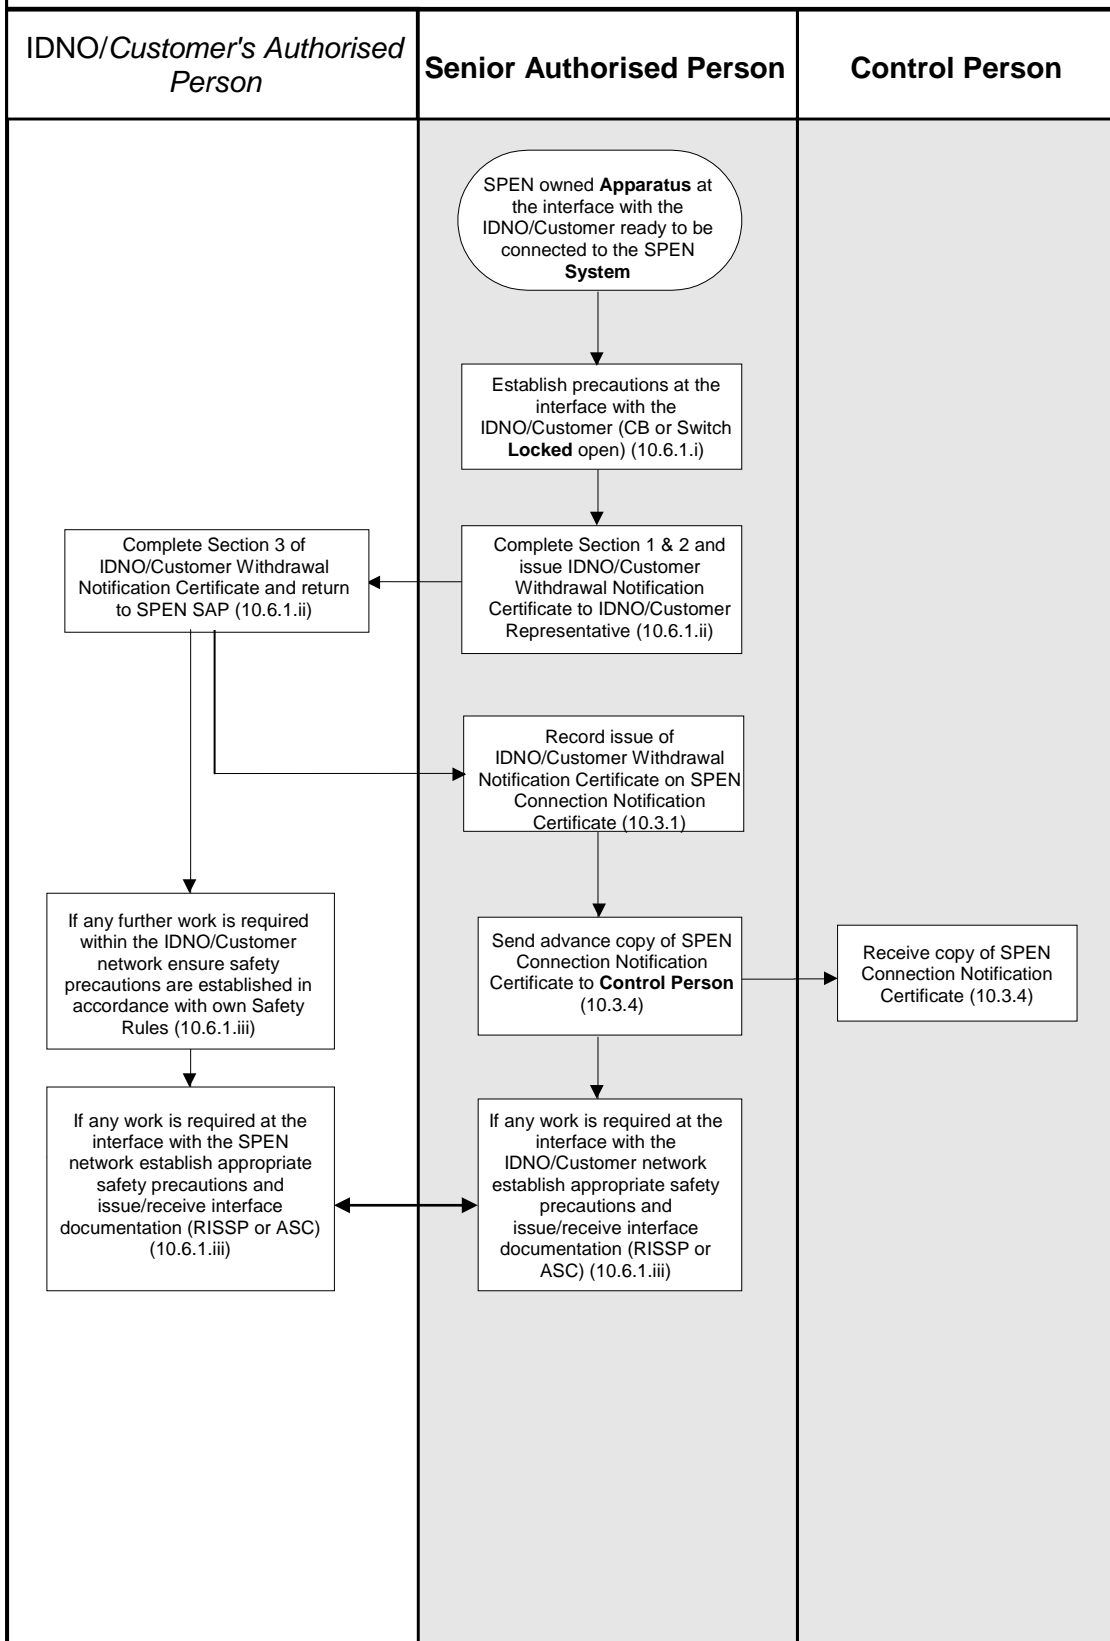 IDNO/Customer's Authorised
Person
Senior Authorised Person
Control Person
SPEN owned Apparatus at
the interface with the
IDNO/Customer ready to be
connected to the SPEN
System
Establish precautions at the
interface with the
IDNO/Customer (CB or Switch
Locked open) (10.6.1.i)
Complete Section 3 of
IDNO/Customer Withdrawal
Notification Certificate and return
to SPEN SAP (10.6.1.ii)
Complete Section 1 & 2 and
issue IDNO/Customer
Withdrawal Notification
Certificate to IDNO/Customer
Representative (10.6.1.ii)
Record issue of
IDNO/Customer Withdrawal
Notification Certificate on SPEN
Connection Notification
Certificate (10.3.1)
If any further work is required
within the IDNO/Customer
network ensure safety
precautions are established in
accordance with own Safety
Rules (10.6.1.iii)
Send advance copy of SPEN
Connection Notification
Certificate to Control Person
(10.3.4)
Receive copy of SPEN
Connection Notification
Certificate (10.3.4)
If any work is required at the
interface with the SPEN
network establish appropriate
safety precautions and
issue/receive interface
documentation (RISSP or ASC)
(10.6.1.iii)
If any work is required at the
interface with the
IDNO/Customer network
establish appropriate safety
precautions and
issue/receive interface
documentation (RISSP or
ASC) (10.6.1.iii)